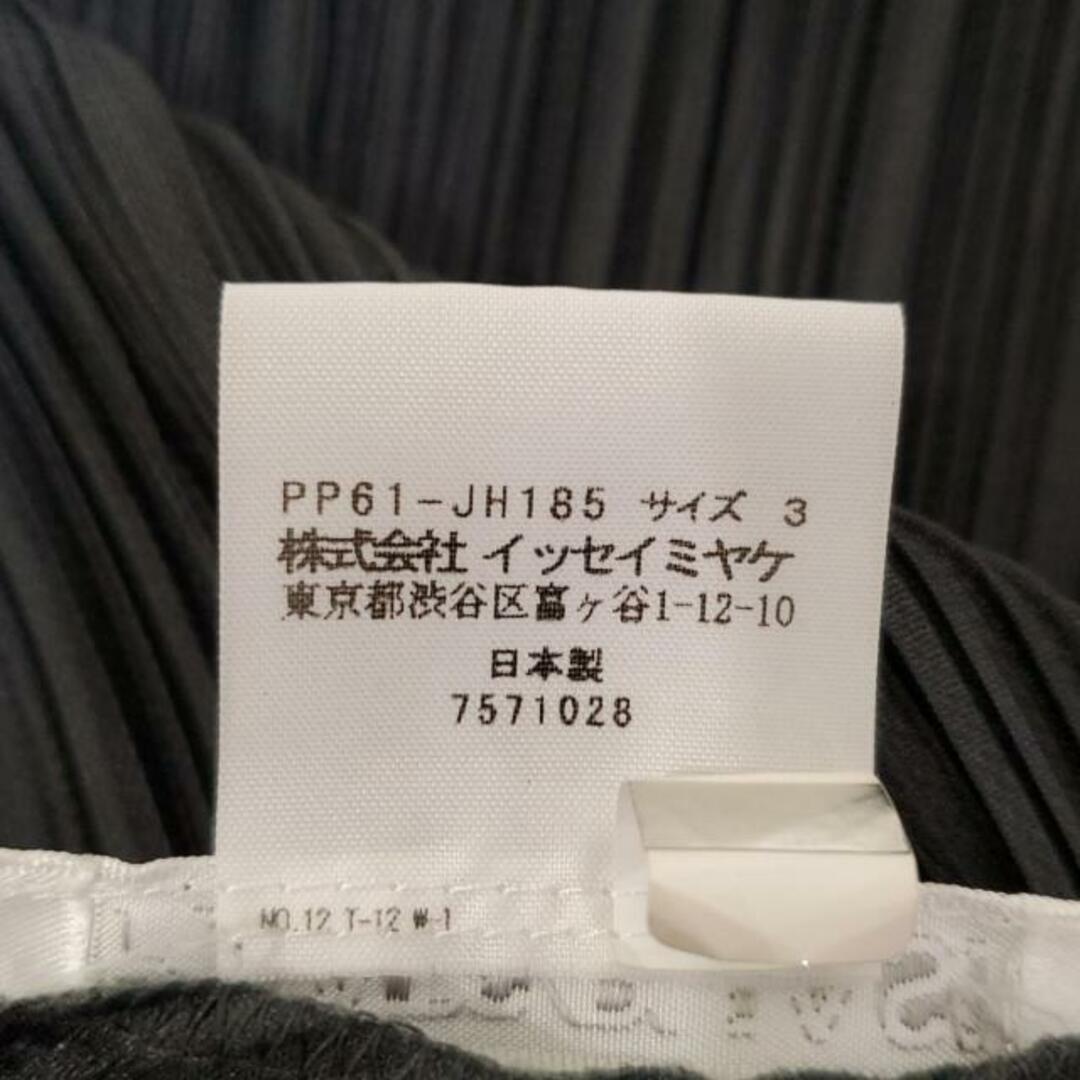 PP61-JH185 サイズ 3
株式会社 イッセイミヤケ
東京都渋谷区富ヶ谷1-12-10
日本製
7571028
NO.12 T-12 W-1